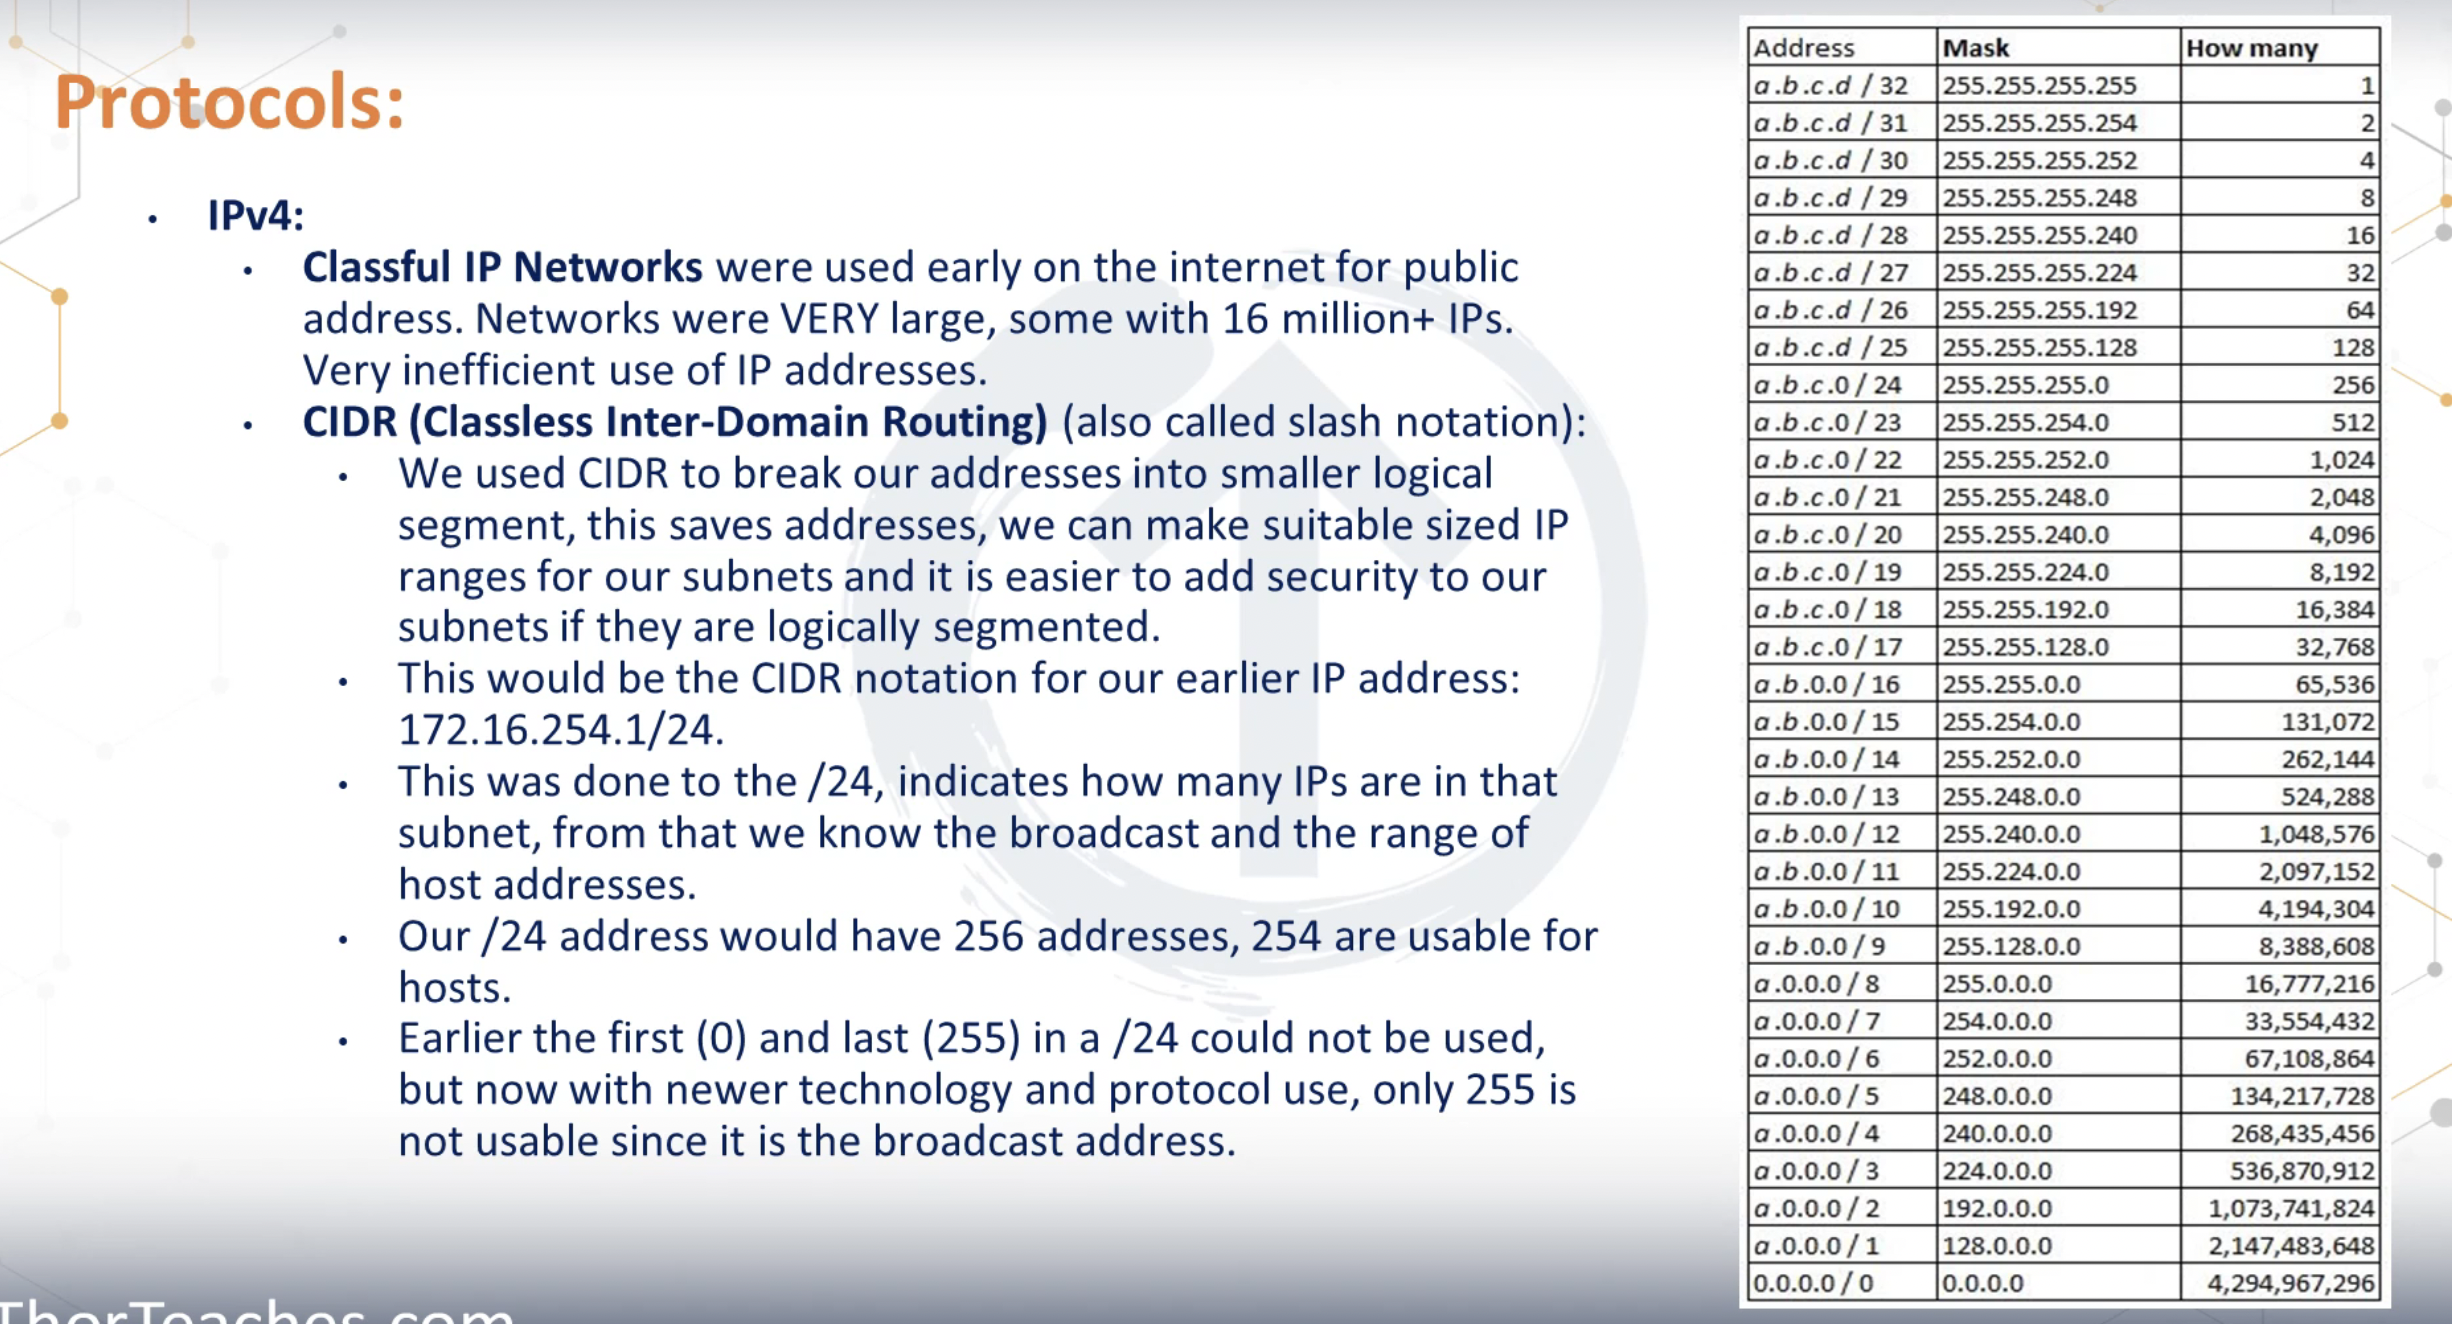 Protocols:
• IPv4:
• Classful IP Networks were used early on the internet for public
address. Networks were VERY large, some with 16 million+ IPs.
Very inefficient use of IP addresses.
• CIDR (Classless Inter-Domain Routing) (also called slash notation):
• We used CIDR to break our addresses into smaller logical
segment, this saves addresses, we can make suitable sized IP
ranges for our subnets and it is easier to add security to our
subnets if they are logically segmented.
• This would be the CIDR notation for our earlier IP address:
172.16.254.1/24.
• This was done to the /24, indicates how many IPs are in that
subnet, from that we know the broadcast and the range of
host addresses.
• Our /24 address would have 256 addresses, 254 are usable for
hosts.
• Earlier the first (0) and last (255) in a /24 could not be used,
but now with newer technology and protocol use, only 255 is
not usable since it is the broadcast address.
ThorTeaches.com
Address Mask How many
a.b.c.d / 32 255.255.255.255 1
a.b.c.d / 31 255.255.255.254 2
a.b.c.d / 30 255.255.255.252 4
a.b.c.d / 29 255.255.255.248 8
a.b.c.d / 28 255.255.255.240 16
a.b.c.d / 27 255.255.255.224 32
a.b.c.d / 26 255.255.255.192 64
a.b.c.d / 25 255.255.255.128 128
a.b.c.0 / 24 255.255.255.0 256
a.b.c.0 / 23 255.255.254.0 512
a.b.c.0 / 22 255.255.252.0 1,024
a.b.c.0 / 21 255.255.248.0 2,048
a.b.c.0 / 20 255.255.240.0 4,096
a.b.c.0 / 19 255.255.224.0 8,192
a.b.c.0 / 18 255.255.192.0 16,384
a.b.c.0 / 17 255.255.128.0 32,768
a.b.0.0 / 16 255.255.0.0 65,536
a.b.0.0 / 15 255.254.0.0 131,072
a.b.0.0 / 14 255.252.0.0 262,144
a.b.0.0 / 13 255.248.0.0 524,288
a.b.0.0 / 12 255.240.0.0 1,048,576
a.b.0.0 / 11 255.224.0.0 2,097,152
a.b.0.0 / 10 255.192.0.0 4,194,304
a.b.0.0 / 9 255.128.0.0 8,388,608
a.0.0.0 / 8 255.0.0.0 16,777,216
a.0.0.0 / 7 254.0.0.0 33,554,432
a.0.0.0 / 6 252.0.0.0 67,108,864
a.0.0.0 / 5 248.0.0.0 134,217,728
a.0.0.0 / 4 240.0.0.0 268,435,456
a.0.0.0 / 3 224.0.0.0 536,870,912
a.0.0.0 / 2 192.0.0.0 1,073,741,824
a.0.0.0 / 1 128.0.0.0 2,147,483,648
0.0.0.0 / 0 0.0.0.0 4,294,967,296